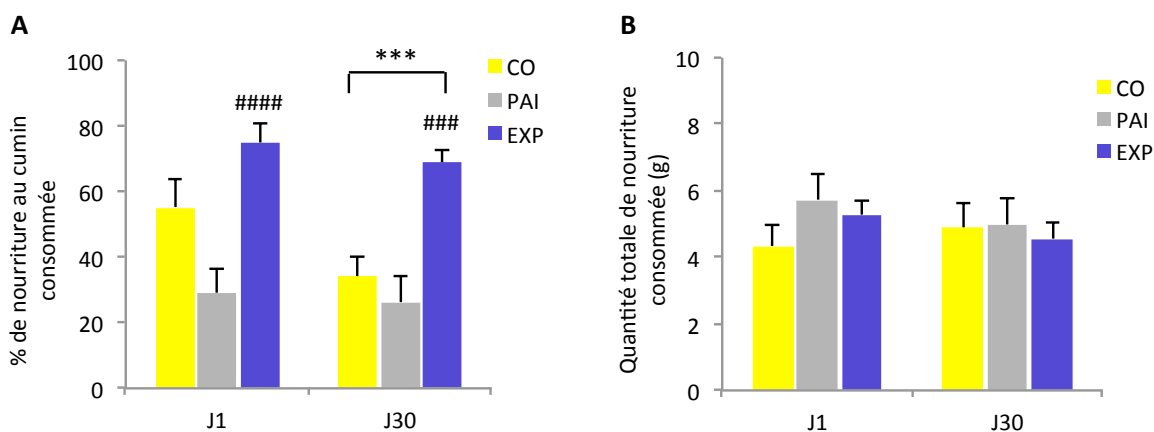 A
% de nourriture au cumin
consommée
100
80
60
40
20
0
####
***
###
CO
PAI
EXP
J1
J30
B
Quantité totale de nourriture
consommée (g)
10
8
6
4
2
0
CO
PAI
EXP
J1
J30